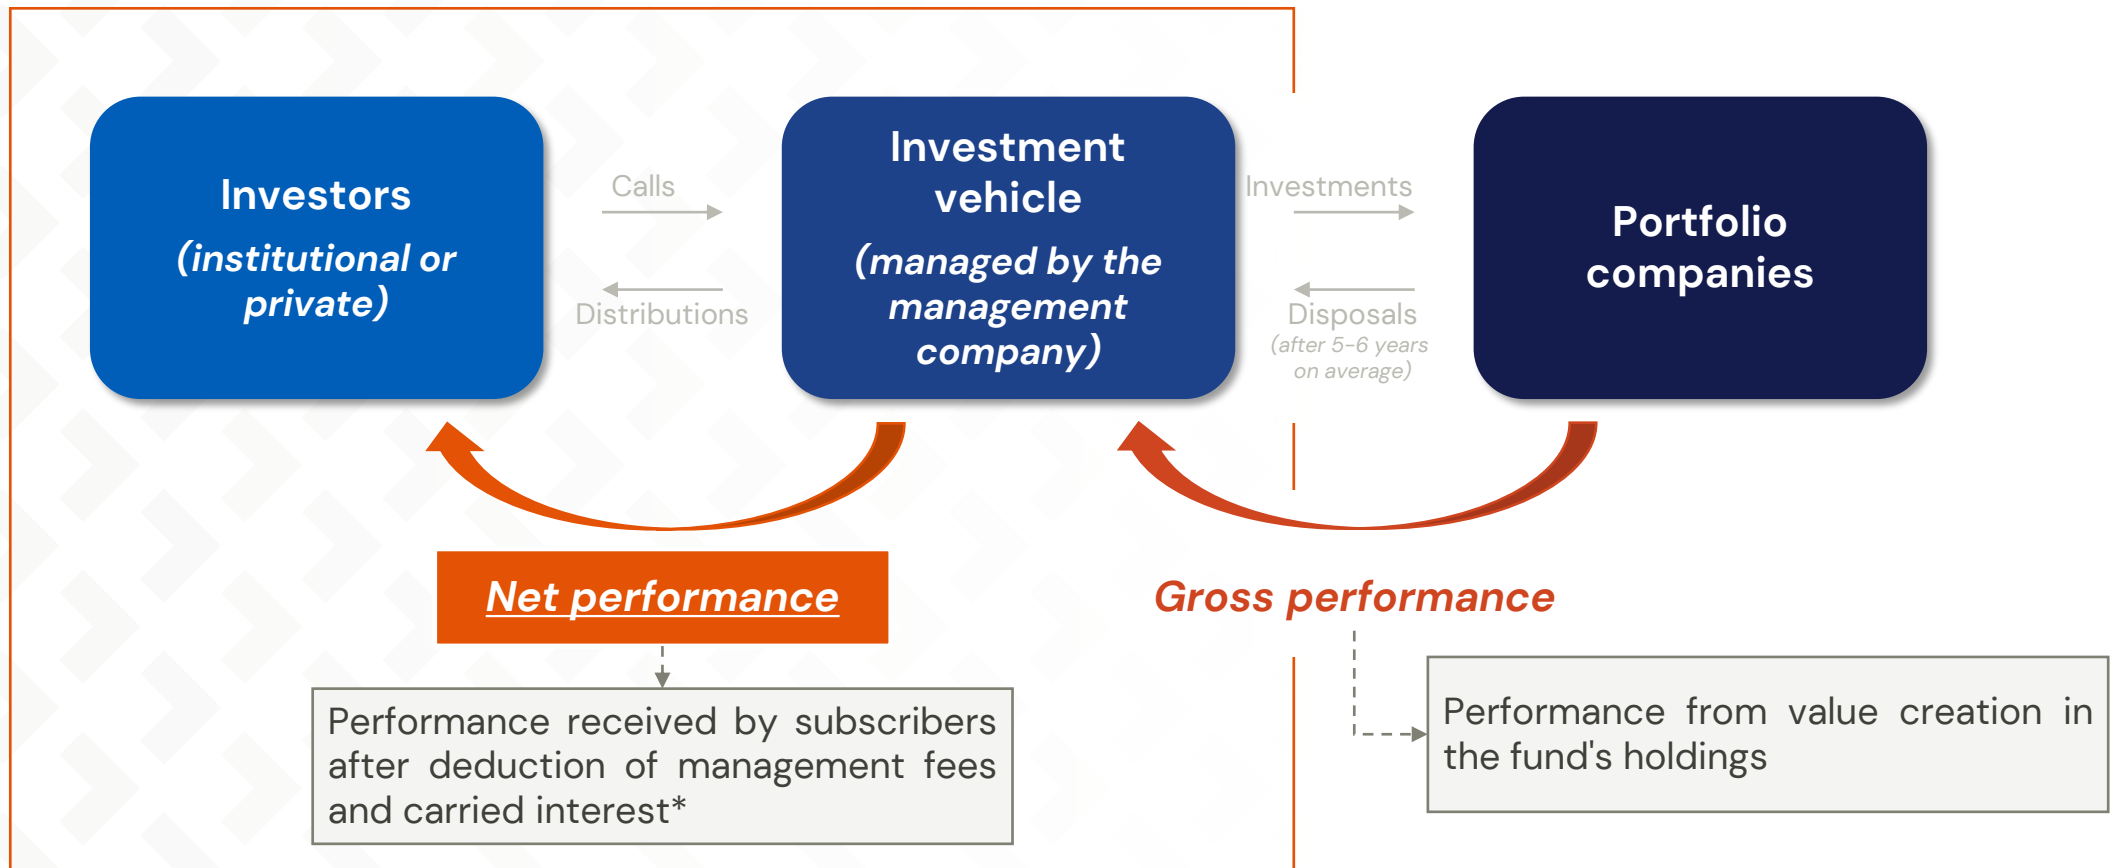 Investors
(institutional or
private)
Calls
Distributions
Investment
vehicle
(managed by the
management
company)
Investments
Disposals
(after 5-6 years
on average)
Portfolio
companies
Net performance
Gross performance
Performance received by subscribers
after deduction of management fees
and carried interest*
Performance from value creation in
the fund's holdings